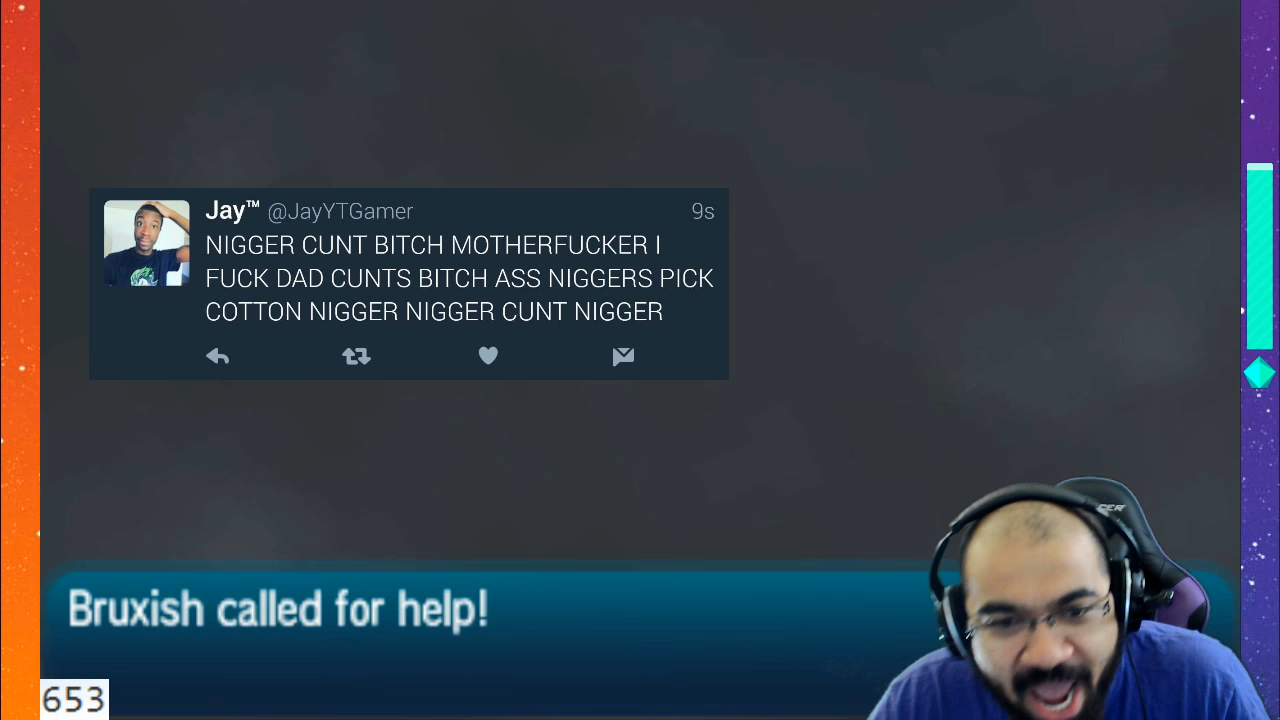 Jay™ @JayYTGamer 9s
NIGGER CUNT BITCH MOTHERFUCKER I
FUCK DAD CUNTS BITCH ASS NIGGERS PICK
COTTON NIGGER NIGGER CUNT NIGGER
Bruxish called for help!
653